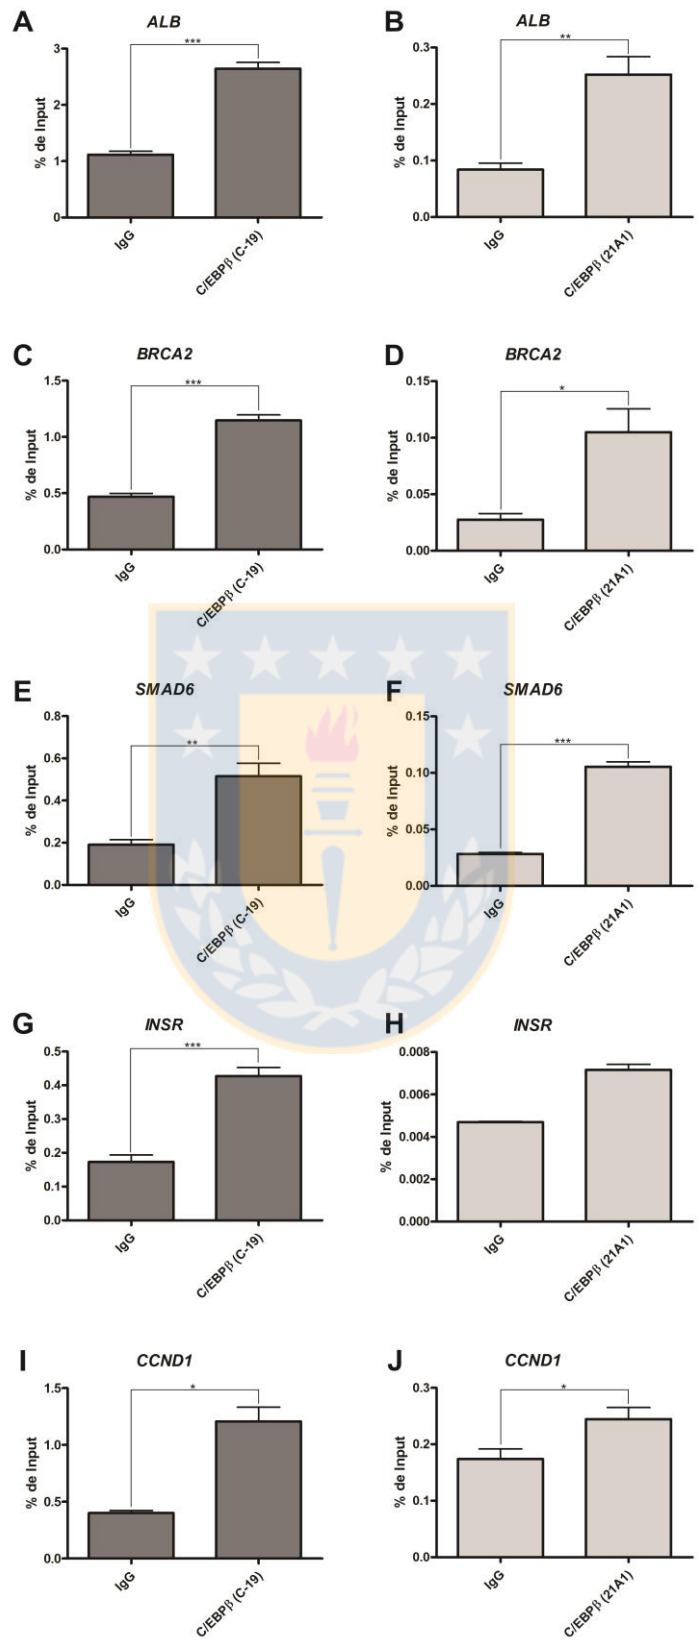 A
ALB
% de Input
3
2
1
0
***
IgG
C/EBPβ (C-19)
B
ALB
% de Input
0.3
0.2
0.1
0.0
**
IgG
C/EBPβ (21A1)
C
BRCA2
% de Input
1.5
1.0
0.5
0.0
***
IgG
C/EBPβ (C-19)
D
BRCA2
% de Input
0.15
0.10
0.05
0.00
*
IgG
C/EBPβ (21A1)
E
SMAD6
% de Input
0.8
0.6
0.4
0.2
0.0
**
IgG
C/EBPβ (C-19)
F
SMAD6
% de Input
0.15
0.10
0.05
0.00
***
IgG
C/EBPβ (21A1)
G
INSR
% de Input
0.5
0.4
0.3
0.2
0.1
0.0
***
IgG
C/EBPβ (C-19)
H
INSR
% de Input
0.008
0.006
0.004
0.002
0.000
IgG
C/EBPβ (21A1)
I
CCND1
% de Input
1.5
1.0
0.5
0.0
*
IgG
C/EBPβ (C-19)
J
CCND1
% de Input
0.3
0.2
0.1
0.0
*
IgG
C/EBPβ (21A1)